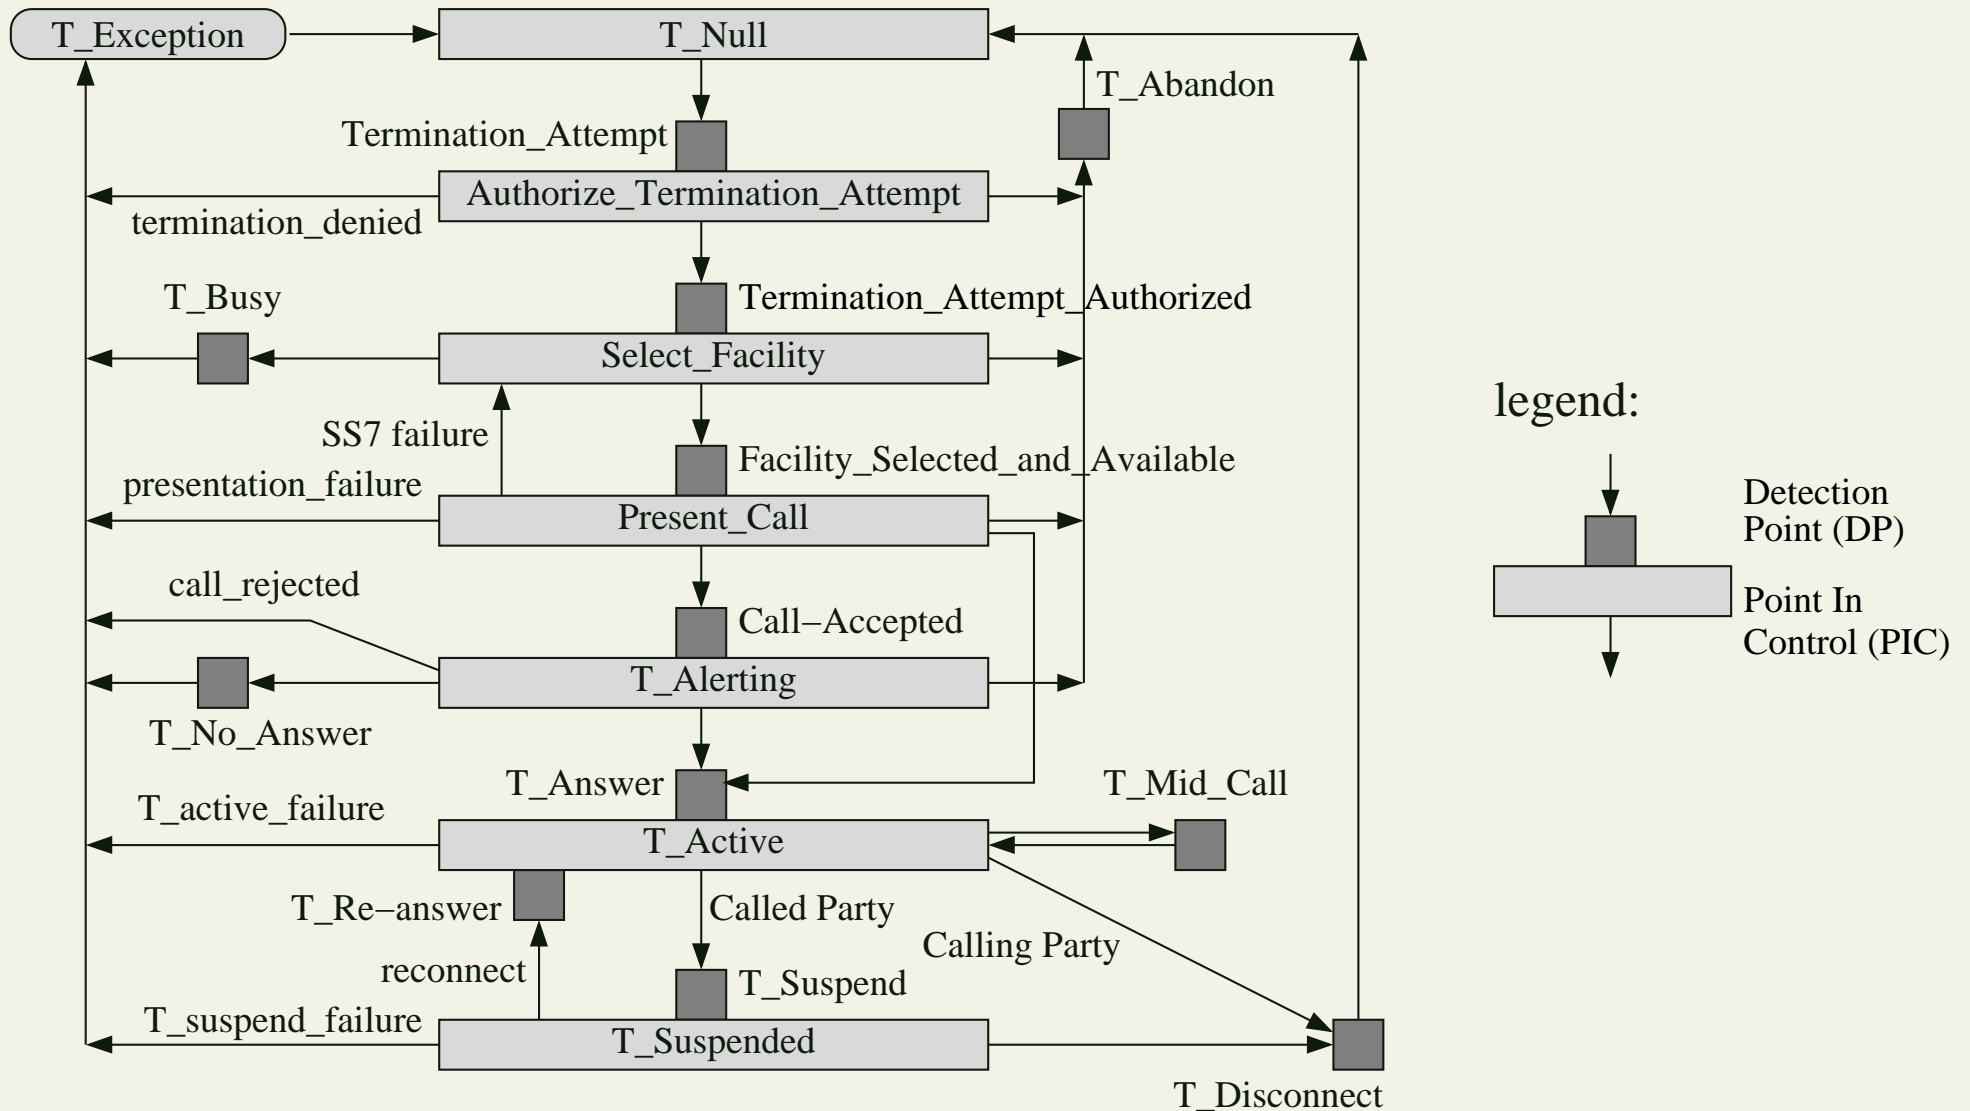 T_Exception
T_Null
T_Abandon
Termination_Attempt
Authorize_Termination_Attempt
termination_denied
T_Busy
Termination_Attempt_Authorized
Select_Facility
SS7 failure
Facility_Selected_and_Available
presentation_failure
Present_Call
call_rejected
Call−Accepted
T_Alerting
T_No_Answer
T_Answer
T_Mid_Call
T_active_failure
T_Active
T_Re−answer
Called Party
Calling Party
reconnect
T_Suspend
T_suspend_failure
T_Suspended
T_Disconnect
legend:
Detection
Point (DP)
Point In
Control (PIC)